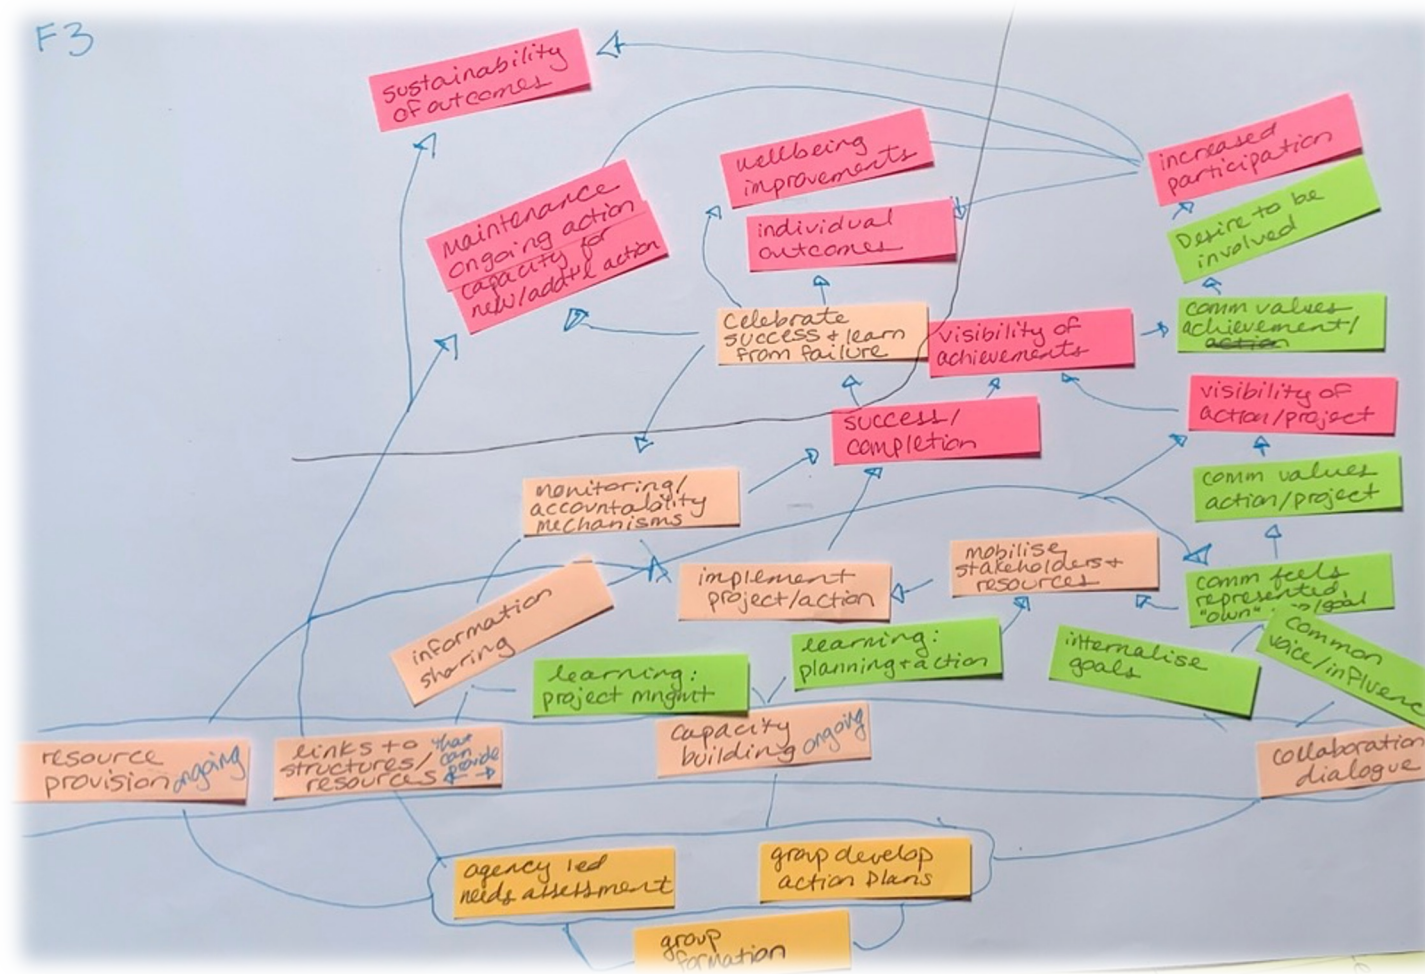 F3
sustainability
of outcomes
wellbeing
improvements
increased
participation
maintenance
ongoing action
capacity for
new/addt'l action
individual
outcomes
Desire to be
involved
celebrate
success + learn
from failure
visibility of
achievements
comm values
achievement/
action
success/
completion
visibility of
action/project
monitoring/
accountability
mechanisms
comm values
action/project
information
sharing
implement
project/action
mobilise
stakeholders +
resources
comm feels
represented
"own" /goal
learning:
project mngmt
learning:
planning + action
internalise
goals
common
voice/influenc
resource
provision ongoing
links to
structures/
resources
that
can
provide
capacity
building ongoing
collaboration
dialogue
agency led
needs assessment
group develop
action plans
group
formation